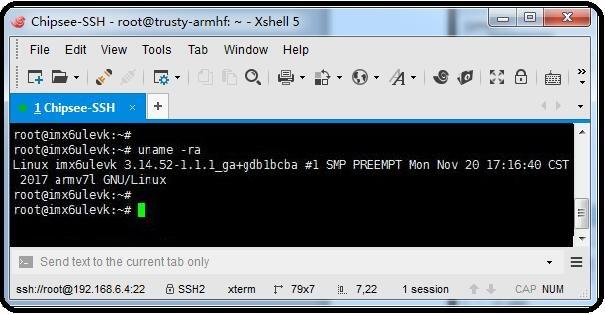 Chipsee-SSH - root@trusty-armhf: ~ - Xshell 5
File Edit View Tools Tab Window Help
1 Chipsee-SSH × +
root@imx6ulevk:~#
root@imx6ulevk:~# uname -ra
Linux imx6ulevk 3.14.52-1.1.1_ga+gdb1bcba #1 SMP PREEMPT Mon Nov 20 17:16:40 CST
2017 armv7l GNU/Linux
root@imx6ulevk:~#
root@imx6ulevk:~#
Send text to the current tab only
ssh://root@192.168.6.4:22 SSH2 xterm 79x7 7,22 1 session CAP NUM